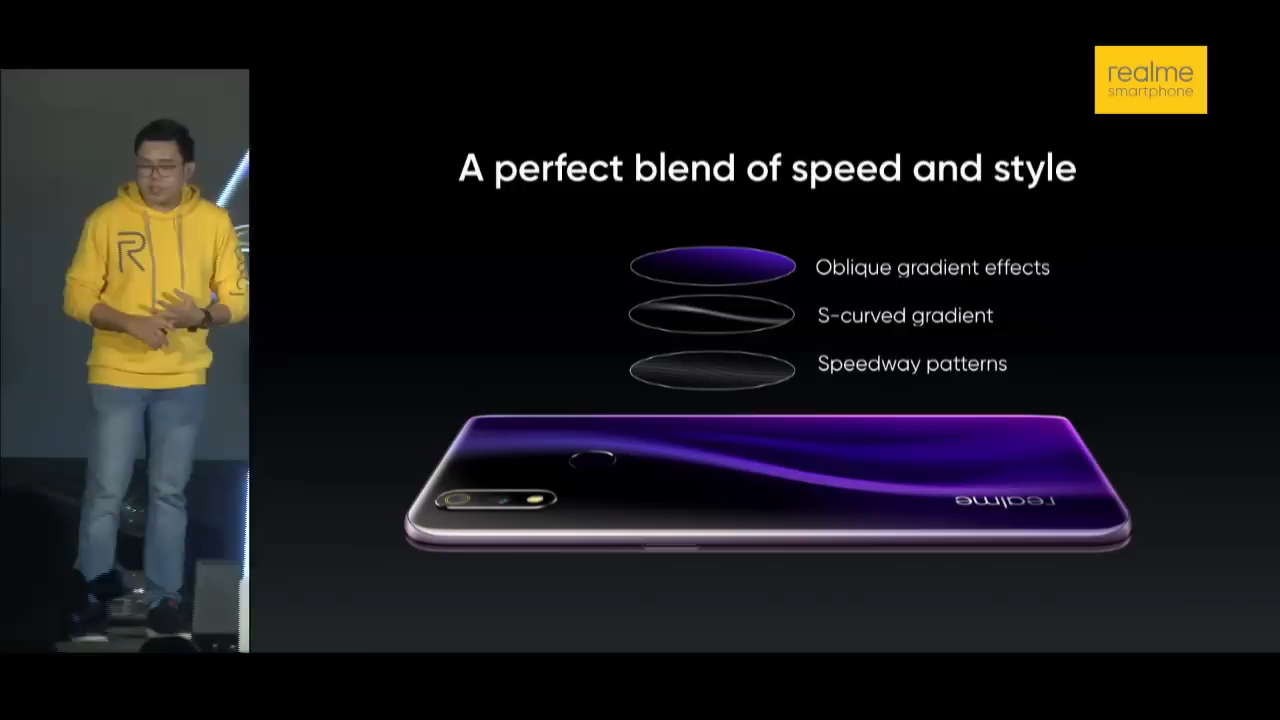 realme
smartphone
A perfect blend of speed and style
Oblique gradient effects
S-curved gradient
Speedway patterns
realme
R